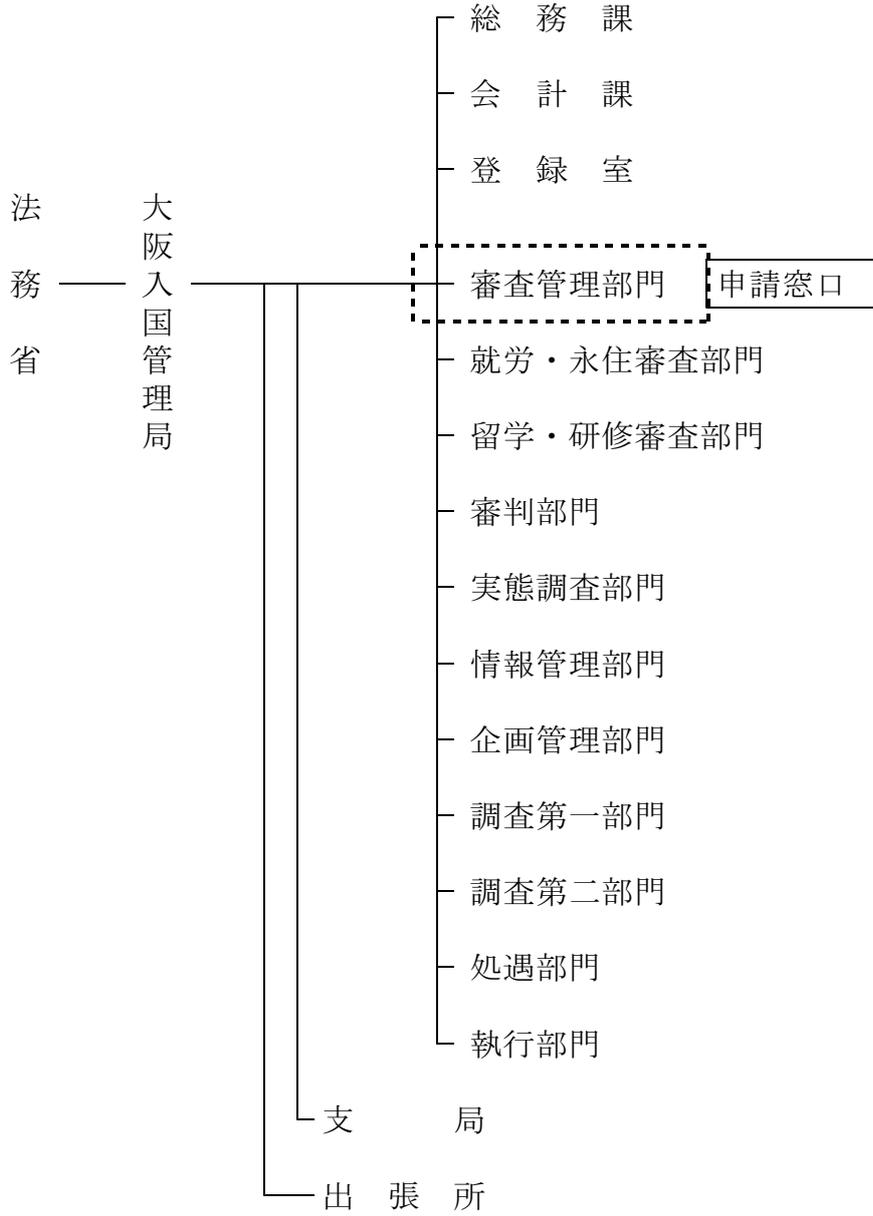 法務省
大阪入国管理局
総務課
会計課
登録室
審査管理部門
申請窓口
就労・永住審査部門
留学・研修審査部門
審判部門
実態調査部門
情報管理部門
企画管理部門
調査第一部門
調査第二部門
処遇部門
執行部門
支局
出張所